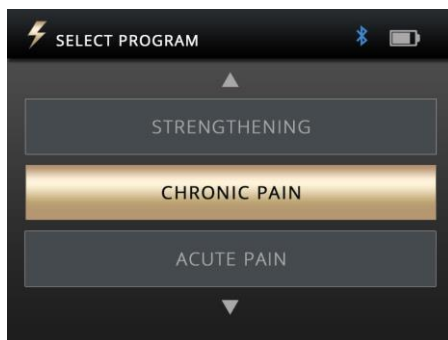 SELECT PROGRAM
STRENGTHENING
CHRONIC PAIN
ACUTE PAIN